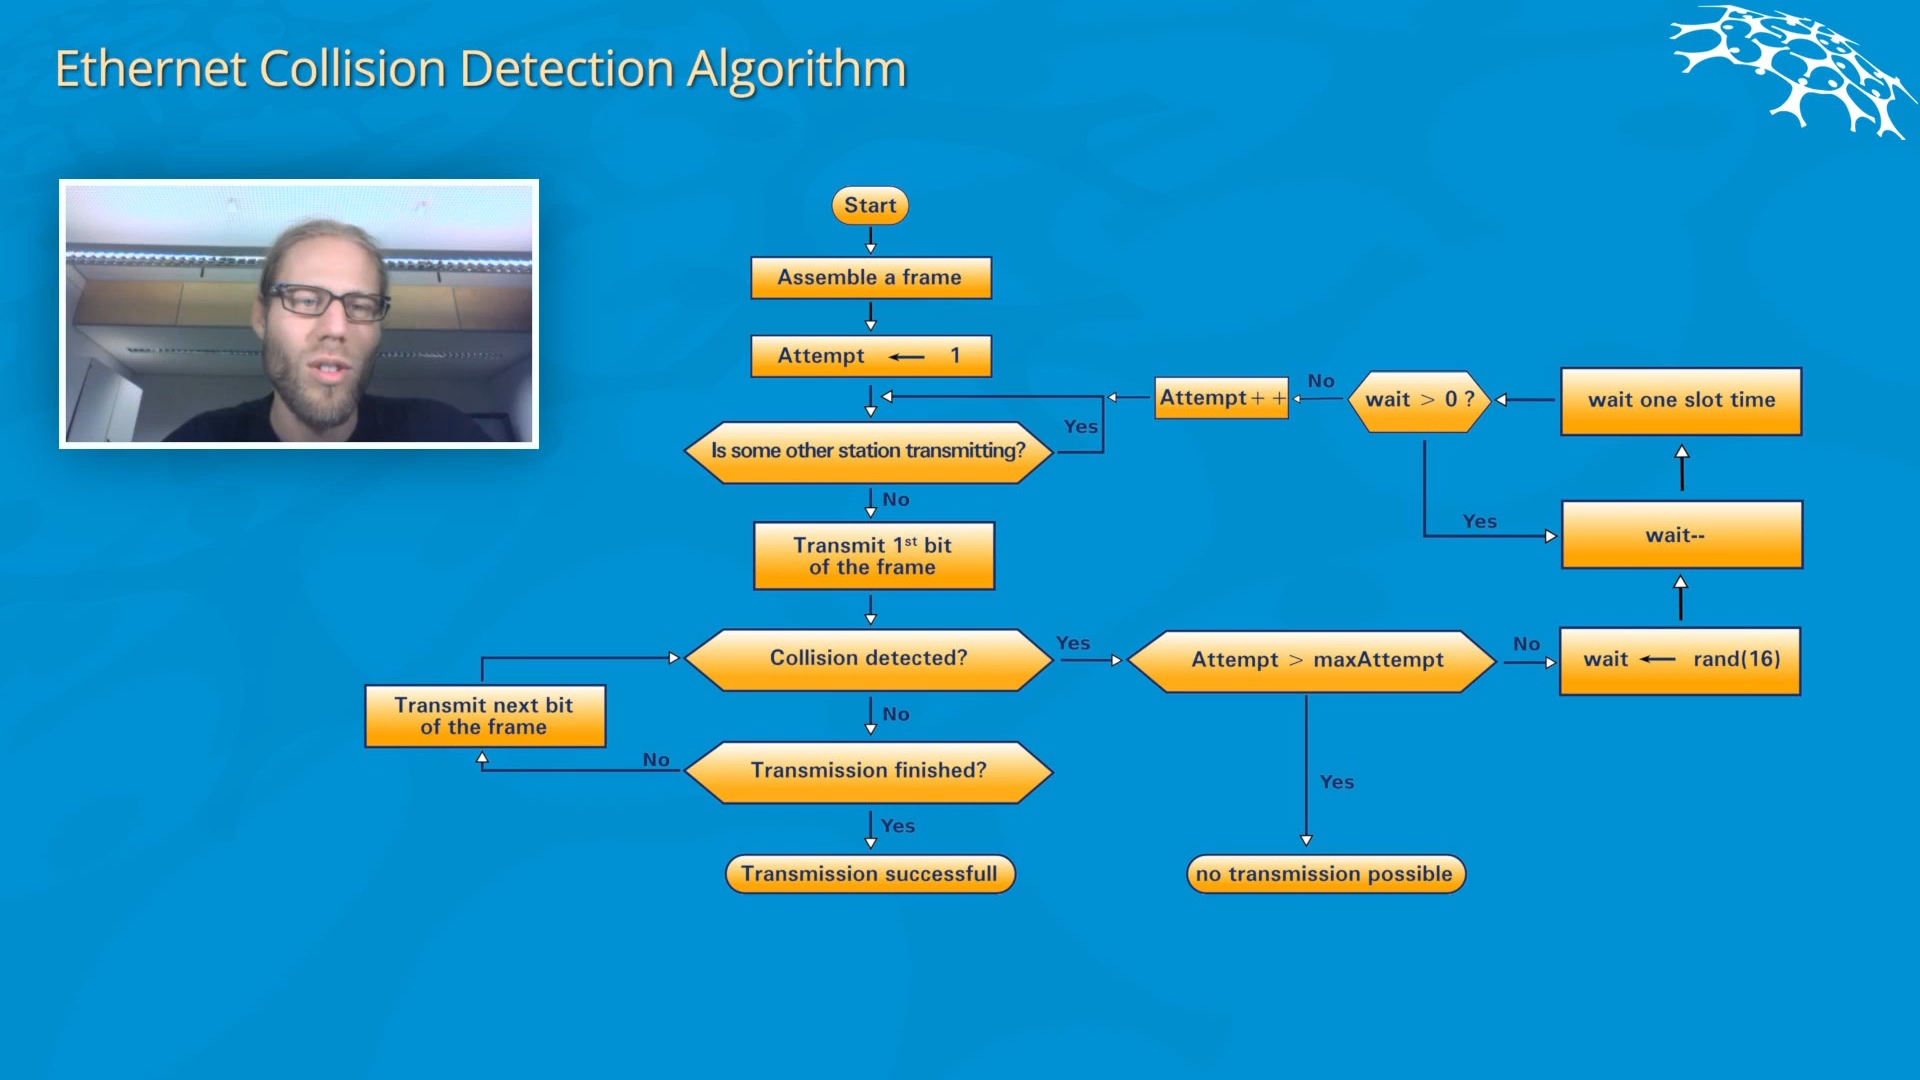 Ethernet Collision Detection Algorithm
Start
Assemble a frame
Attempt ← 1
Is some other station transmitting?
Yes
No
Transmit 1st bit
of the frame
Collision detected?
Yes
No
Transmit next bit
of the frame
Transmission finished?
No
Yes
Transmission successfull
Attempt > maxAttempt
Yes
no transmission possible
No
wait ← rand(16)
wait--
wait one slot time
wait > 0 ?
Yes
No
Attempt++